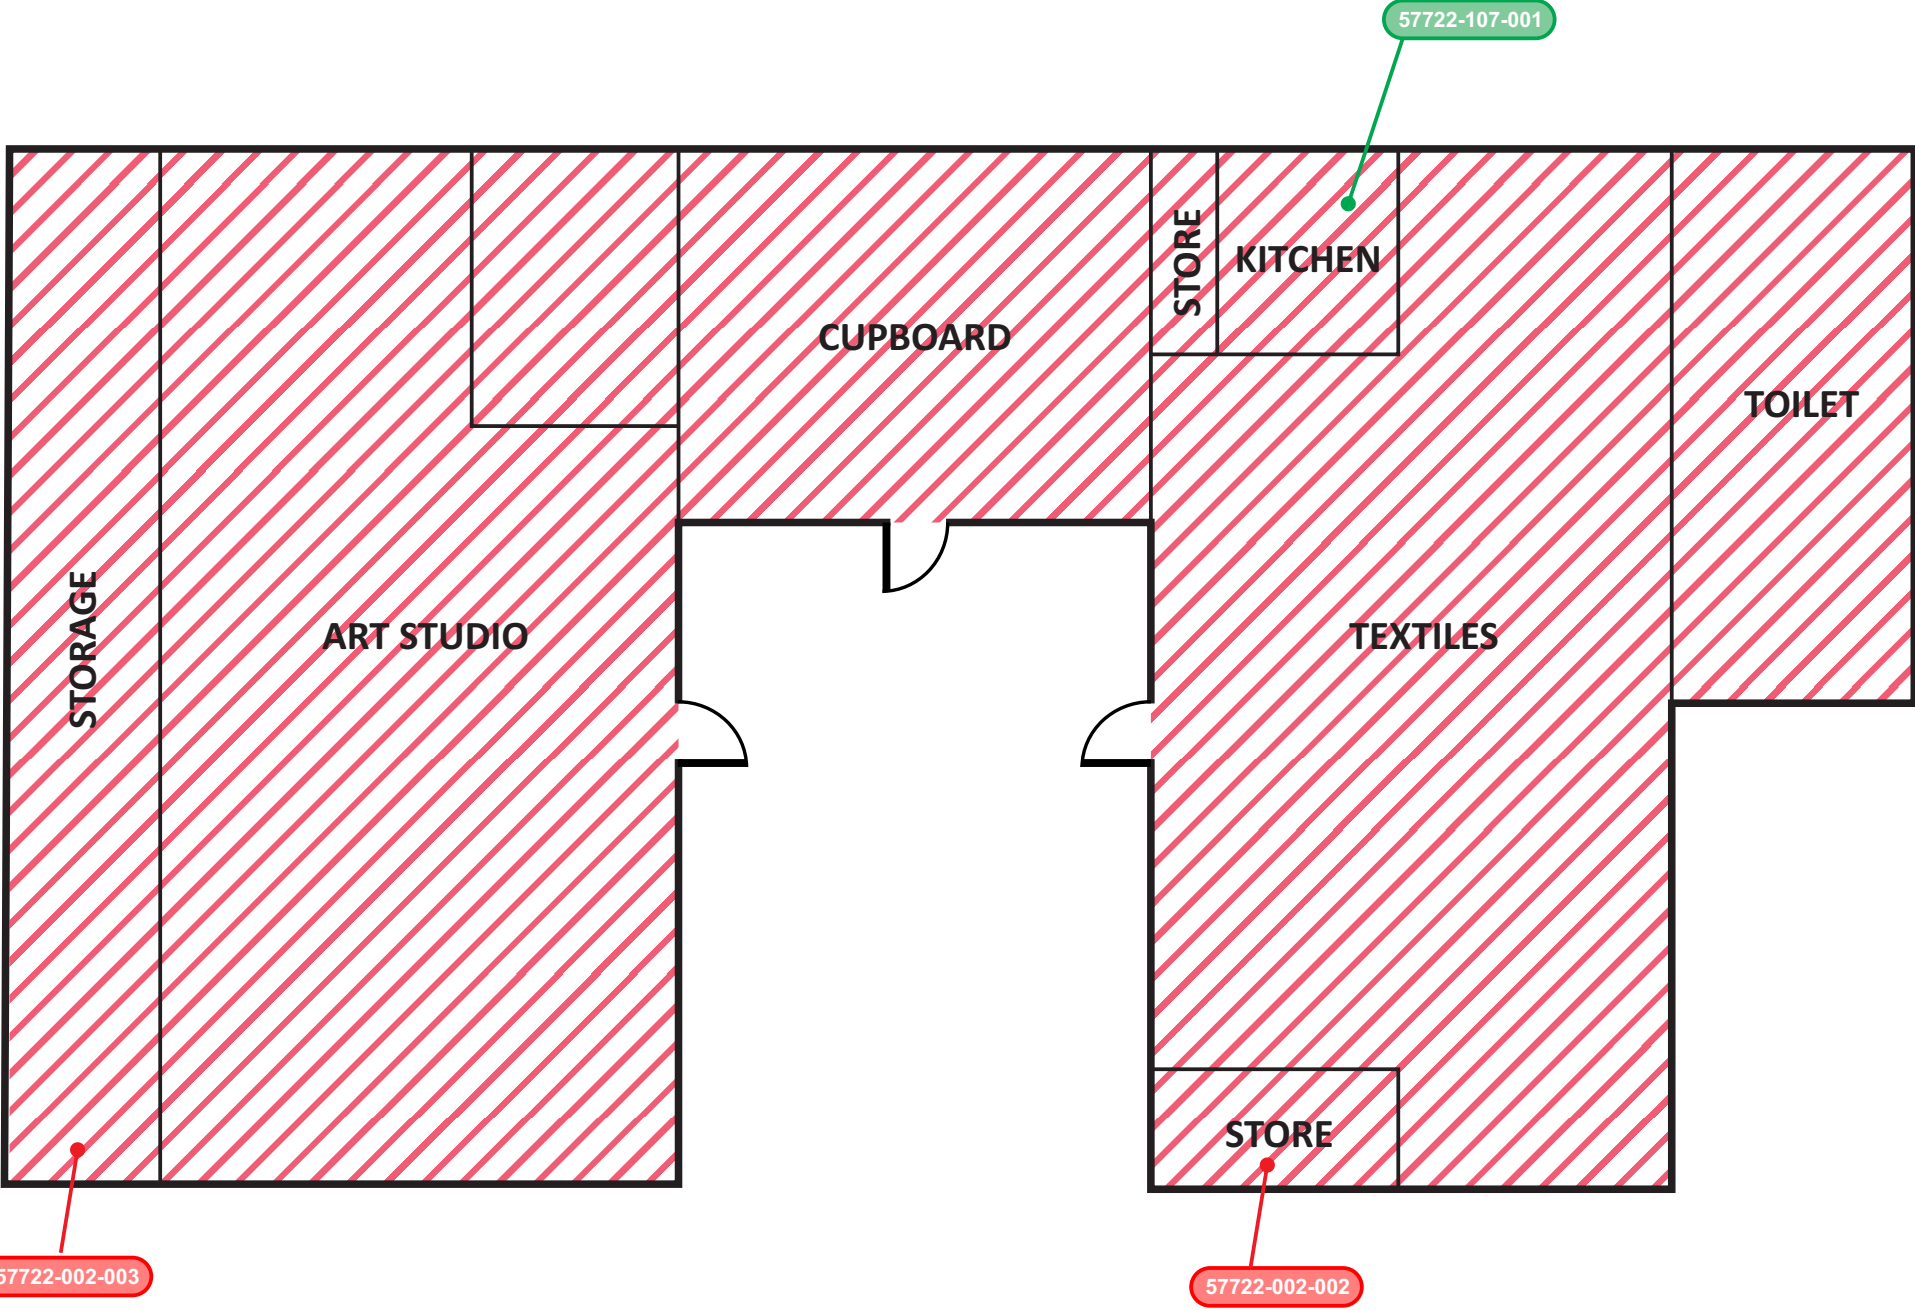 57722-107-001
STORE
KITCHEN
CUPBOARD
TOILET
STORAGE
ART STUDIO
TEXTILES
STORE
57722-002-003
57722-002-002